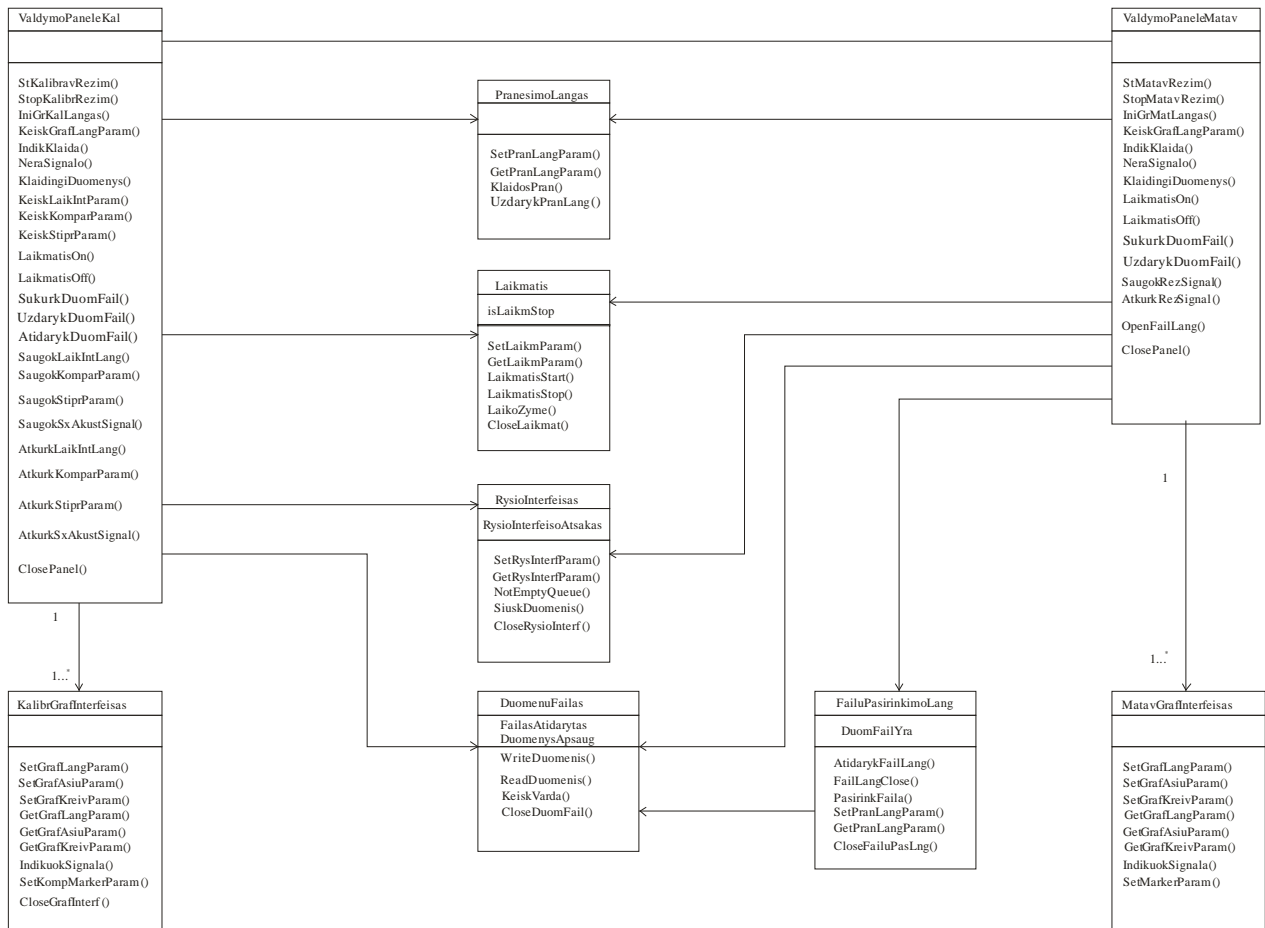 ValdymoPaneleKal
StKalibravRezim()
StopKalibrRezim()
IniGrKalLangas()
KeiskGrafLangParam()
IndikKlaida()
NeraSignalo()
KlaidingiDuomenys()
KeiskLaikIntParam()
KeiskKomparParam()
KeiskStiprParam()
LaikmatisOn()
LaikmatisOff()
SukurkDuomFail()
UzdarykDuomFail()
AtidarykDuomFail()
SaugokLaikIntLang()
SaugokKomparParam()
SaugokStiprParam()
SaugokSxAkustSignal()
AtkurkLaikIntLang()
AtkurkKomparParam()
AtkurkStiprParam()
AtkurkSxAkustSignal()
ClosePanel()
1
1...*
KalibrGrafInterfeisas
SetGrafLangParam()
SetGrafAsiuParam()
SetGrafKreivParam()
GetGrafLangParam()
GetGrafAsiuParam()
GetGrafKreivParam()
IndikuokSignala()
SetKompMarkerParam()
CloseGrafInterf()
PranesimoLangas
SetPranLangParam()
GetPranLangParam()
KlaidosPran()
UzdarykPranLang()
Laikmatis
isLaikmStop
SetLaikmParam()
GetLaikmParam()
LaikmatisStart()
LaikmatisStop()
LaikoZyme()
CloseLaikmat()
RysioInterfeisas
RysioInterfeisoAtsakas
SetRysInterfParam()
GetRysInterfParam()
NotEmptyQueue()
SiuskDuomenis()
CloseRysioInterf()
DuomenuFailas
FailasAtidarytas
DuomenysApsaug
WriteDuomenis()
ReadDuomenis()
KeiskVarda()
CloseDuomFail()
FailuPasirinkimoLang
DuomFailYra
AtidarykFailLang()
FailLangClose()
PasirinkFaila()
SetPranLangParam()
GetPranLangParam()
CloseFailuPasLng()
ValdymoPaneleMatav
StMatavRezim()
StopMatavRezim()
IniGrMatLangas()
KeiskGrafLangParam()
IndikKlaida()
NeraSignalo()
KlaidingiDuomenys()
LaikmatisOn()
LaikmatisOff()
SukurkDuomFail()
UzdarykDuomFail()
SaugokRezSignal()
AtkurkRezSignal()
OpenFailLang()
ClosePanel()
1
1...*
MatavGrafInterfeisas
SetGrafLangParam()
SetGrafAsiuParam()
SetGrafKreivParam()
GetGrafLangParam()
GetGrafAsiuParam()
GetGrafKreivParam()
IndikuokSignala()
SetMarkerParam()